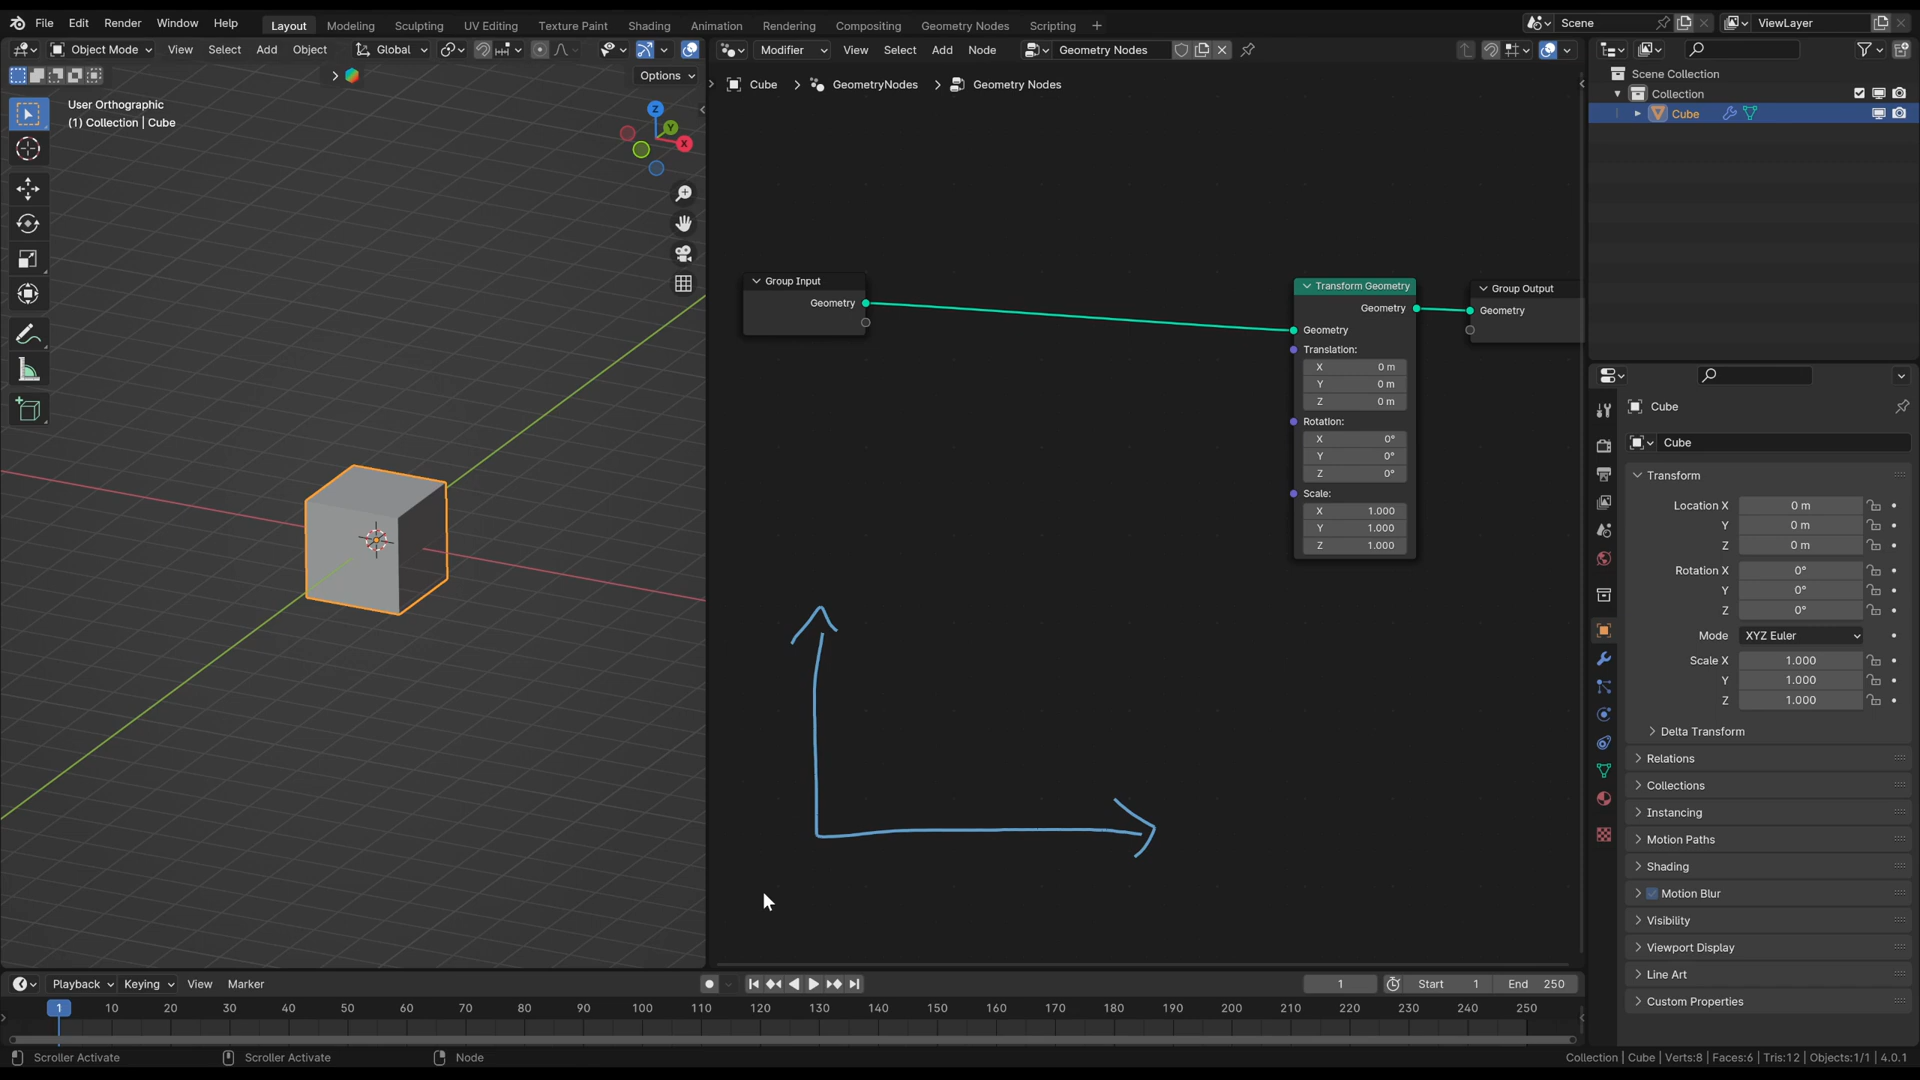 File Edit Render Window Help Layout Modeling Sculpting UV Editing Texture Paint Shading Animation Rendering Compositing Geometry Nodes Scripting + Scene ViewLayer
Object Mode View Select Add Object Global
Options
User Orthographic
(1) Collection | Cube
Z
Y
X
Modifier View Select Add Node Geometry Nodes
Cube > GeometryNodes > Geometry Nodes
Group Input
Geometry
Transform Geometry
Geometry
Geometry
Translation:
X 0 m
Y 0 m
Z 0 m
Rotation:
X 0°
Y 0°
Z 0°
Scale:
X 1.000
Y 1.000
Z 1.000
Group Output
Geometry
Scene Collection
Collection
Cube
Cube
Cube
Transform
Location X 0 m
Y 0 m
Z 0 m
Rotation X 0°
Y 0°
Z 0°
Mode XYZ Euler
Scale X 1.000
Y 1.000
Z 1.000
Delta Transform
Relations
Collections
Instancing
Motion Paths
Shading
Motion Blur
Visibility
Viewport Display
Line Art
Custom Properties
Playback Keying View Marker 1 Start 1 End 250
1 10 20 30 40 50 60 70 80 90 100 110 120 130 140 150 160 170 180 190 200 210 220 230 240 250
Scroller Activate Scroller Activate Node Collection | Cube | Verts:8 | Faces:6 | Tris:12 | Objects:1/1 | 4.0.1